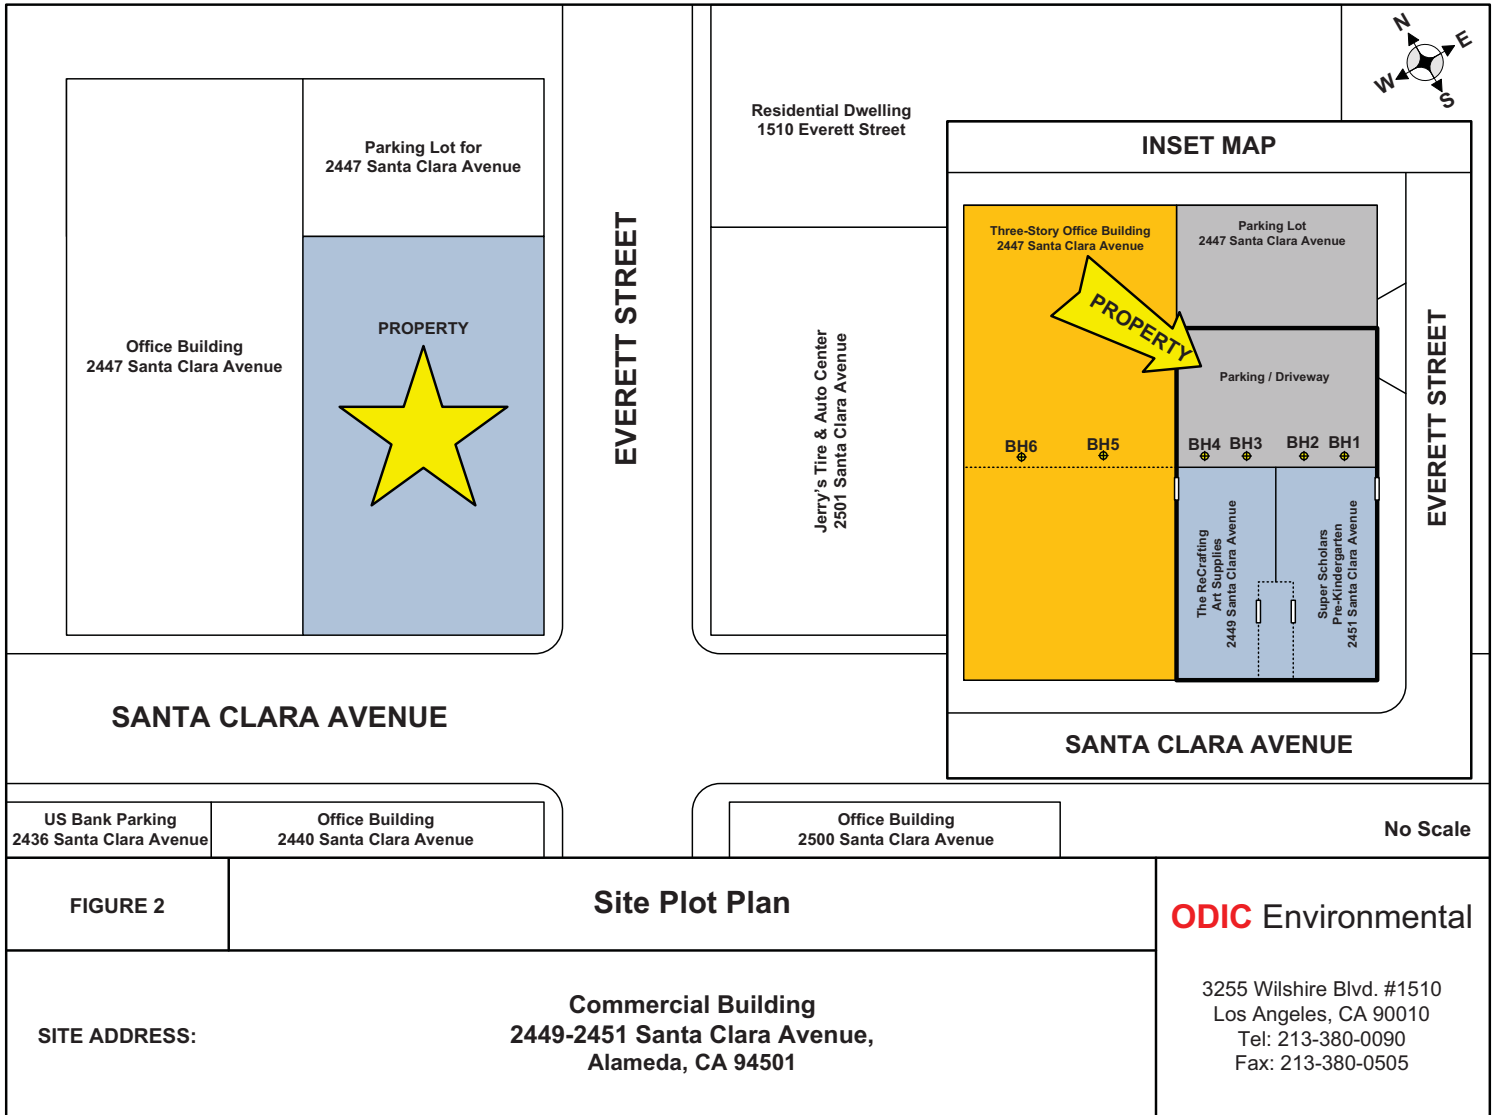 N
E
W
S
Parking Lot for
2447 Santa Clara Avenue
Office Building
2447 Santa Clara Avenue
PROPERTY
EVERETT STREET
Residential Dwelling
1510 Everett Street
Jerry's Tire & Auto Center
2501 Santa Clara Avenue
INSET MAP
Three-Story Office Building
2447 Santa Clara Avenue
Parking Lot
2447 Santa Clara Avenue
PROPERTY
Parking / Driveway
BH6
BH5
BH4
BH3
BH2
BH1
The ReCrafting
Art Supplies
2449 Santa Clara Avenue
Super Scholars
Pre-Kindergarten
2451 Santa Clara Avenue
EVERETT STREET
SANTA CLARA AVENUE
SANTA CLARA AVENUE
US Bank Parking
2436 Santa Clara Avenue
Office Building
2440 Santa Clara Avenue
Office Building
2500 Santa Clara Avenue
No Scale
FIGURE 2
Site Plot Plan
ODIC Environmental
3255 Wilshire Blvd. #1510
Los Angeles, CA 90010
Tel: 213-380-0090
Fax: 213-380-0505
SITE ADDRESS:
Commercial Building
2449-2451 Santa Clara Avenue,
Alameda, CA 94501